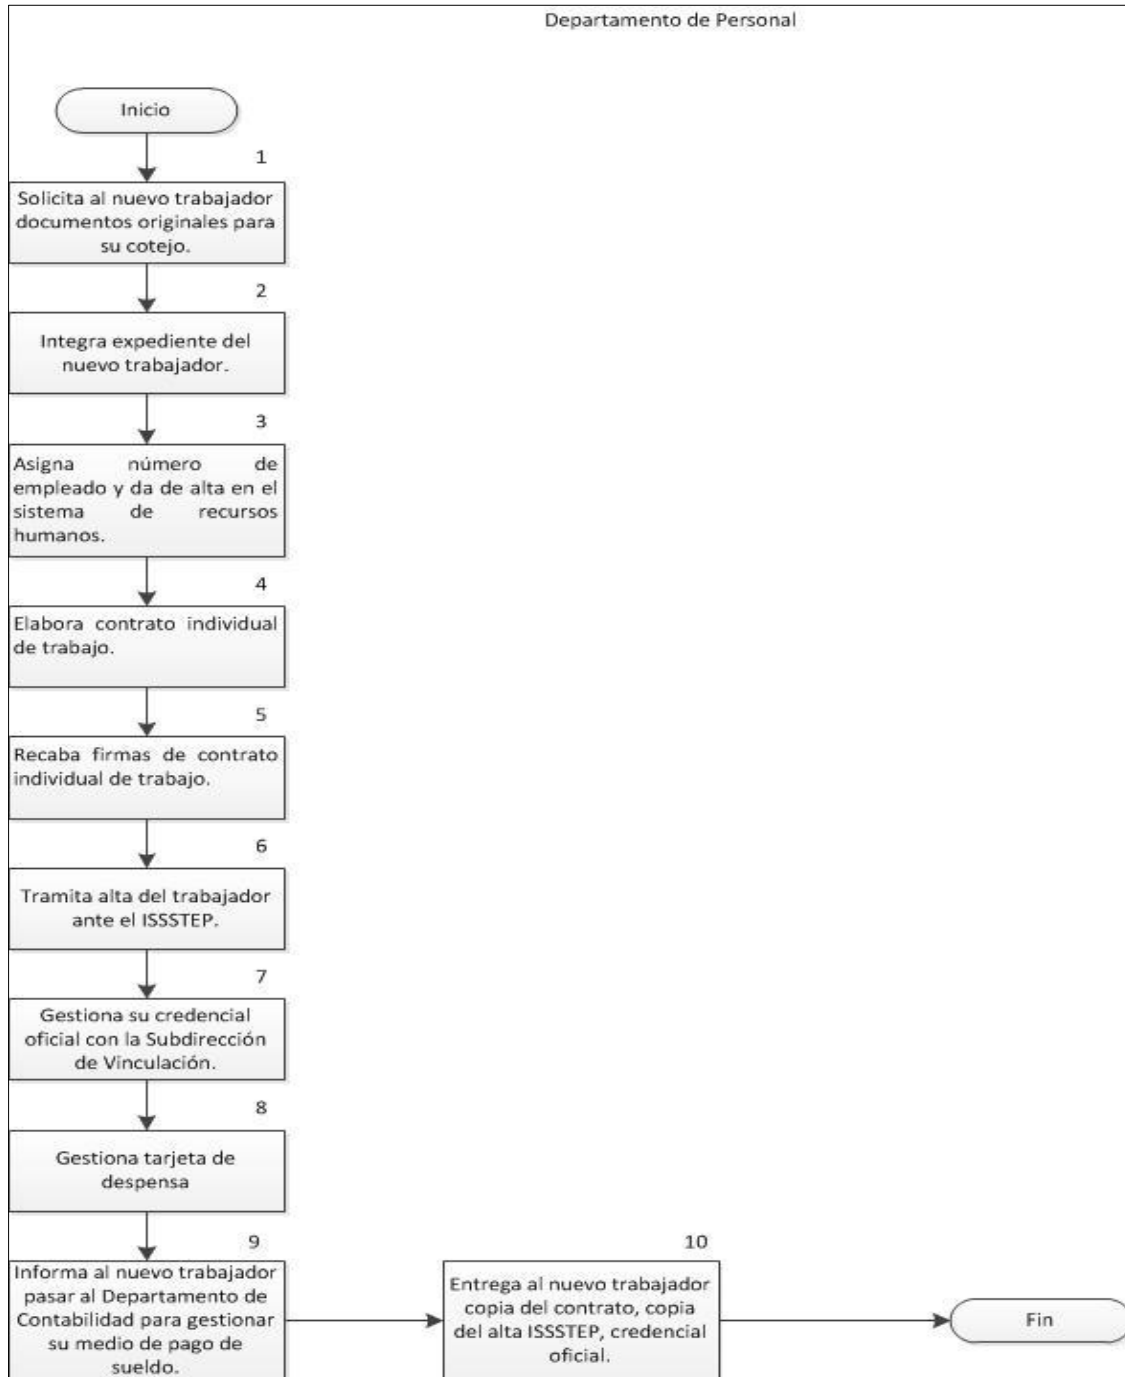 Departamento de Personal
Inicio
1
Solicita al nuevo trabajador
documentos originales para
su cotejo.
2
Integra expediente del
nuevo trabajador.
3
Asigna número de
empleado y da de alta en el
sistema de recursos
humanos.
4
Elabora contrato individual
de trabajo.
5
Recaba firmas de contrato
individual de trabajo.
6
Tramita alta del trabajador
ante el ISSSTEP.
7
Gestiona su credencial
oficial con la Subdirección
de Vinculación.
8
Gestiona tarjeta de
despensa
9
Informa al nuevo trabajador
pasar al Departamento de
Contabilidad para gestionar
su medio de pago de
sueldo.
10
Entrega al nuevo trabajador
copia del contrato, copia
del alta ISSSTEP, credencial
oficial.
Fin